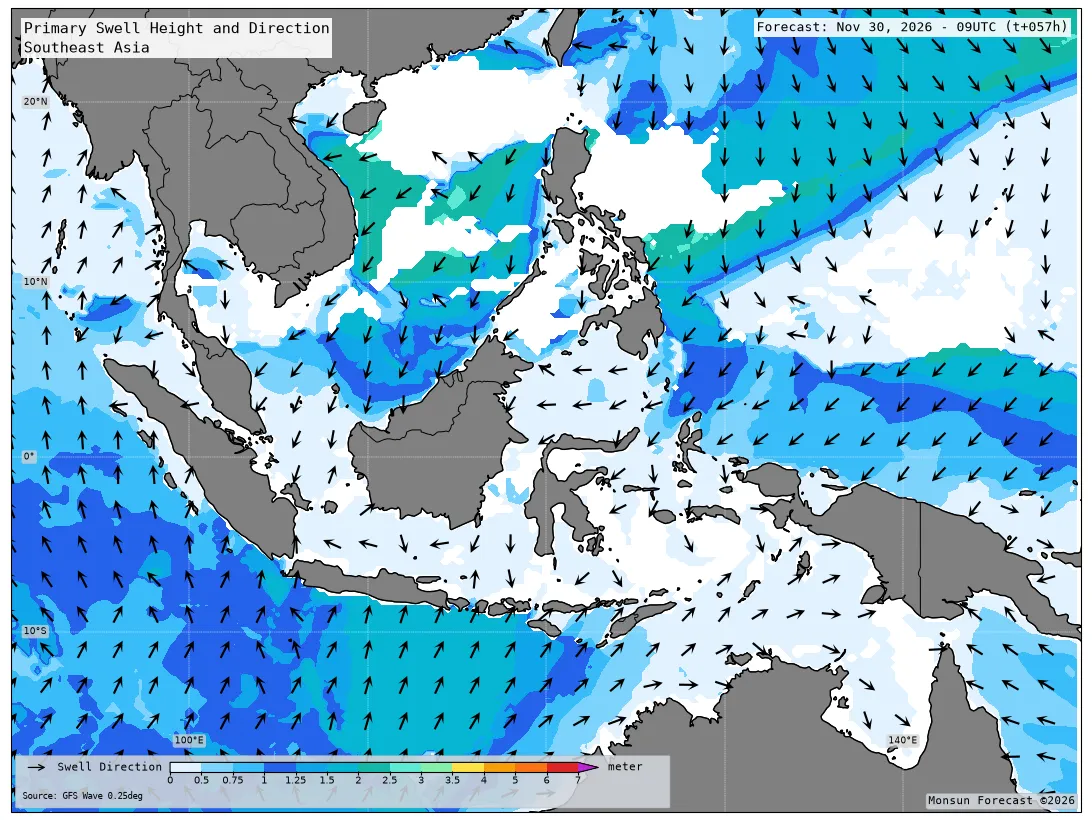 Primary Swell Height and Direction
Southeast Asia
Forecast: Nov 30, 2026 - 09UTC (t+057h)
20°N
10°N
0°
10°S
100°E
140°E
Swell Direction
meter
0 0.5 0.75 1 1.25 1.5 2 2.5 3 3.5 4 5 6 7
Source: GFS Wave 0.25deg
Monsun Forecast ©2026